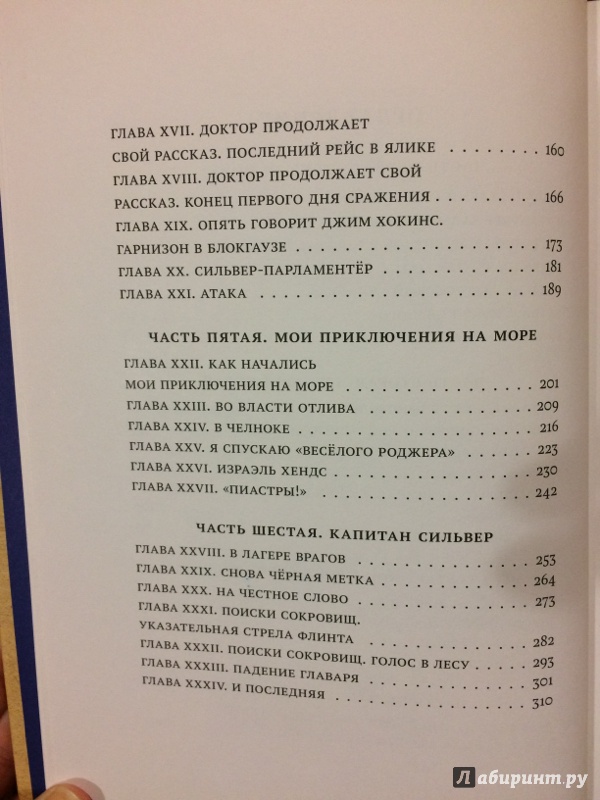 ГЛАВА XVII. ДОКТОР ПРОДОЛЖАЕТ
СВОЙ РАССКАЗ. ПОСЛЕДНИЙ РЕЙС В ЯЛИКЕ . . . . . . . . 160
ГЛАВА XVIII. ДОКТОР ПРОДОЛЖАЕТ СВОЙ
РАССКАЗ. КОНЕЦ ПЕРВОГО ДНЯ СРАЖЕНИЯ . . . . . . . . . 166
ГЛАВА XIX. ОПЯТЬ ГОВОРИТ ДЖИМ ХОКИНС.
ГАРНИЗОН В БЛОКГАУЗЕ . . . . . . . . . . . . . . . . . . . 173
ГЛАВА XX. СИЛЬВЕР-ПАРЛАМЕНТЁР . . . . . . . . . . . . . 181
ГЛАВА XXI. АТАКА . . . . . . . . . . . . . . . . . . . . . . 189
ЧАСТЬ ПЯТАЯ. МОИ ПРИКЛЮЧЕНИЯ НА МОРЕ
ГЛАВА XXII. КАК НАЧАЛИСЬ
МОИ ПРИКЛЮЧЕНИЯ НА МОРЕ . . . . . . . . . . . . . . . 201
ГЛАВА XXIII. ВО ВЛАСТИ ОТЛИВА . . . . . . . . . . . . . . 209
ГЛАВА XXIV. В ЧЕЛНОКЕ . . . . . . . . . . . . . . . . . . . 216
ГЛАВА XXV. Я СПУСКАЮ «ВЕСЁЛОГО РОДЖЕРА» . . . . . . 223
ГЛАВА XXVI. ИЗРАЭЛЬ ХЕНДС . . . . . . . . . . . . . . . . 230
ГЛАВА XXVII. «ПИАСТРЫ!» . . . . . . . . . . . . . . . . . . 242
ЧАСТЬ ШЕСТАЯ. КАПИТАН СИЛЬВЕР
ГЛАВА XXVIII. В ЛАГЕРЕ ВРАГОВ . . . . . . . . . . . . . . 253
ГЛАВА XXIX. СНОВА ЧЁРНАЯ МЕТКА . . . . . . . . . . . . 264
ГЛАВА XXX. НА ЧЕСТНОЕ СЛОВО . . . . . . . . . . . . . . 273
ГЛАВА XXXI. ПОИСКИ СОКРОВИЩ.
УКАЗАТЕЛЬНАЯ СТРЕЛА ФЛИНТА . . . . . . . . . . . . . 282
ГЛАВА XXXII. ПОИСКИ СОКРОВИЩ. ГОЛОС В ЛЕСУ . . . . . 293
ГЛАВА XXXIII. ПАДЕНИЕ ГЛАВАРЯ . . . . . . . . . . . . . 301
ГЛАВА XXXIV. И ПОСЛЕДНЯЯ . . . . . . . . . . . . . . . 310
Лабиринт.ру